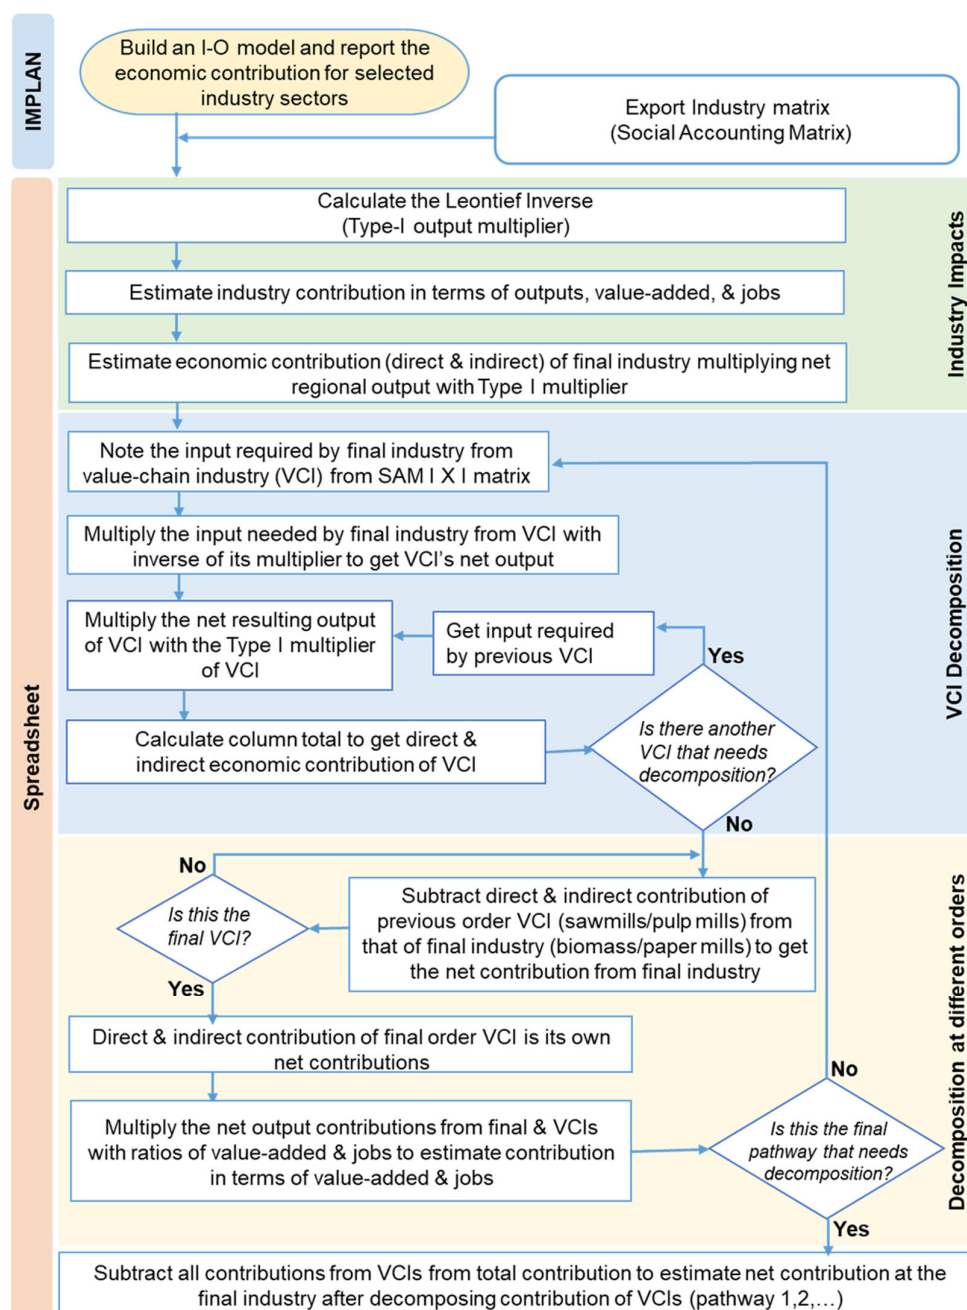 IMPLAN
Build an I-O model and report the
economic contribution for selected
industry sectors
Export Industry matrix
(Social Accounting Matrix)
Spreadsheet
Industry Impacts
Calculate the Leontief Inverse
(Type-I output multiplier)
Estimate industry contribution in terms of outputs, value-added, & jobs
Estimate economic contribution (direct & indirect) of final industry multiplying net
regional output with Type I multiplier
VCI Decomposition
Note the input required by final industry from
value-chain industry (VCI) from SAM I X I matrix
Multiply the input needed by final industry from VCI with
inverse of its multiplier to get VCI's net output
Multiply the net resulting output
of VCI with the Type I multiplier
of VCI
Get input required
by previous VCI
Yes
Calculate column total to get direct &
indirect economic contribution of VCI
Is there another
VCI that needs
decomposition?
No
Decomposition at different orders
No
Is this the
final VCI?
Yes
Subtract direct & indirect contribution of
previous order VCI (sawmills/pulp mills) from
that of final industry (biomass/paper mills) to get
the net contribution from final industry
Direct & indirect contribution of final order VCI is its own
net contributions
Multiply the net output contributions from final & VCIs
with ratios of value-added & jobs to estimate contribution
in terms of value-added & jobs
No
Is this the final
pathway that needs
decomposition?
Yes
Subtract all contributions from VCIs from total contribution to estimate net contribution at the
final industry after decomposing contribution of VCIs (pathway 1,2,…)